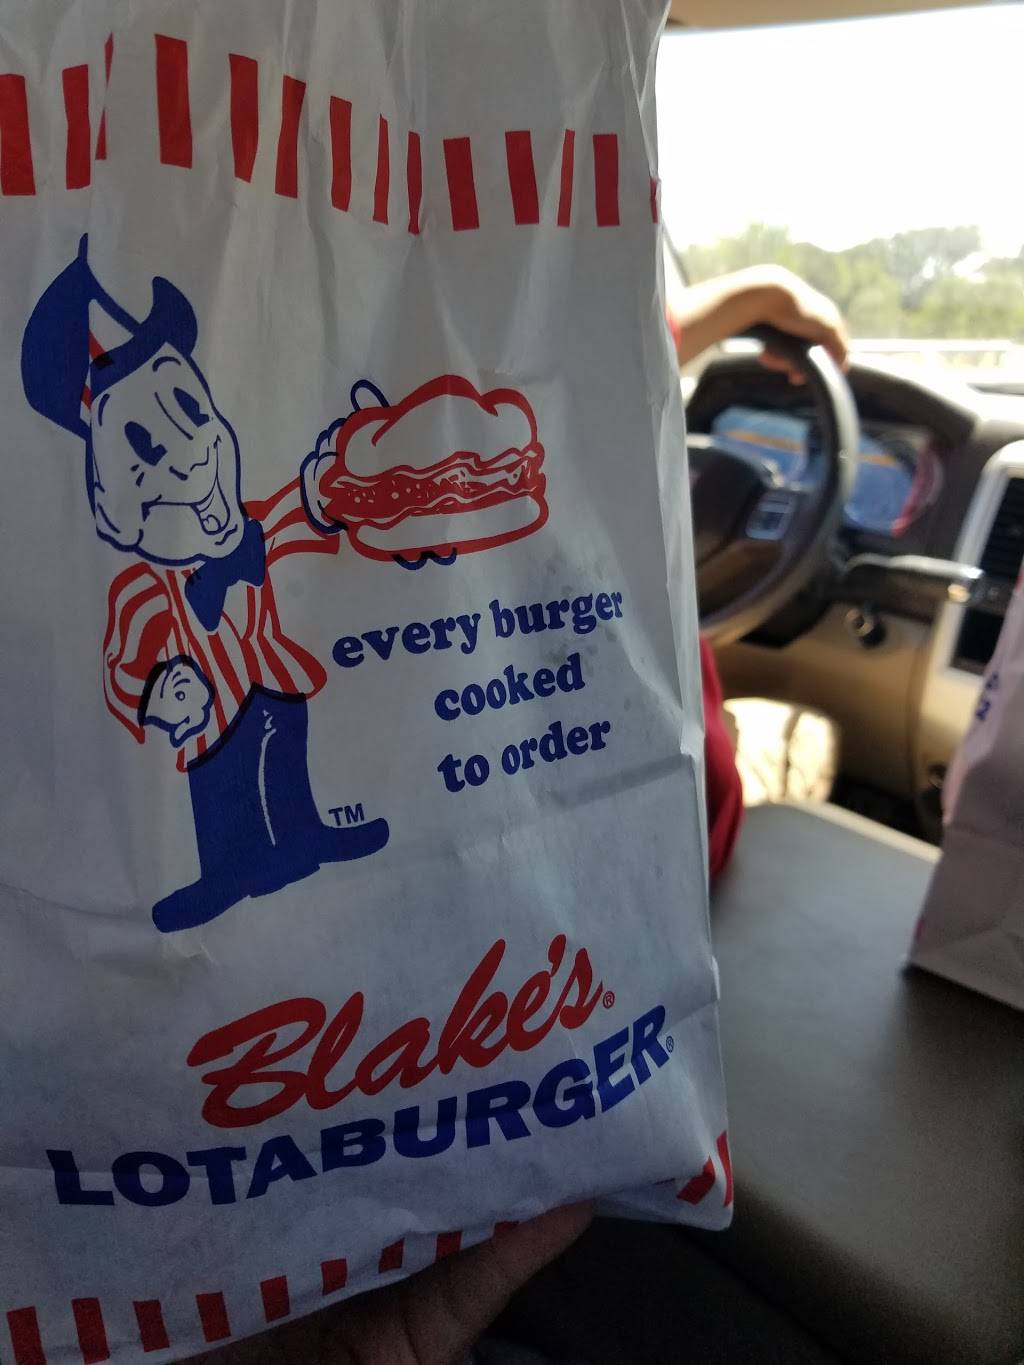 every burger
cooked
to order
TM
Blake's®
LOTABURGER®